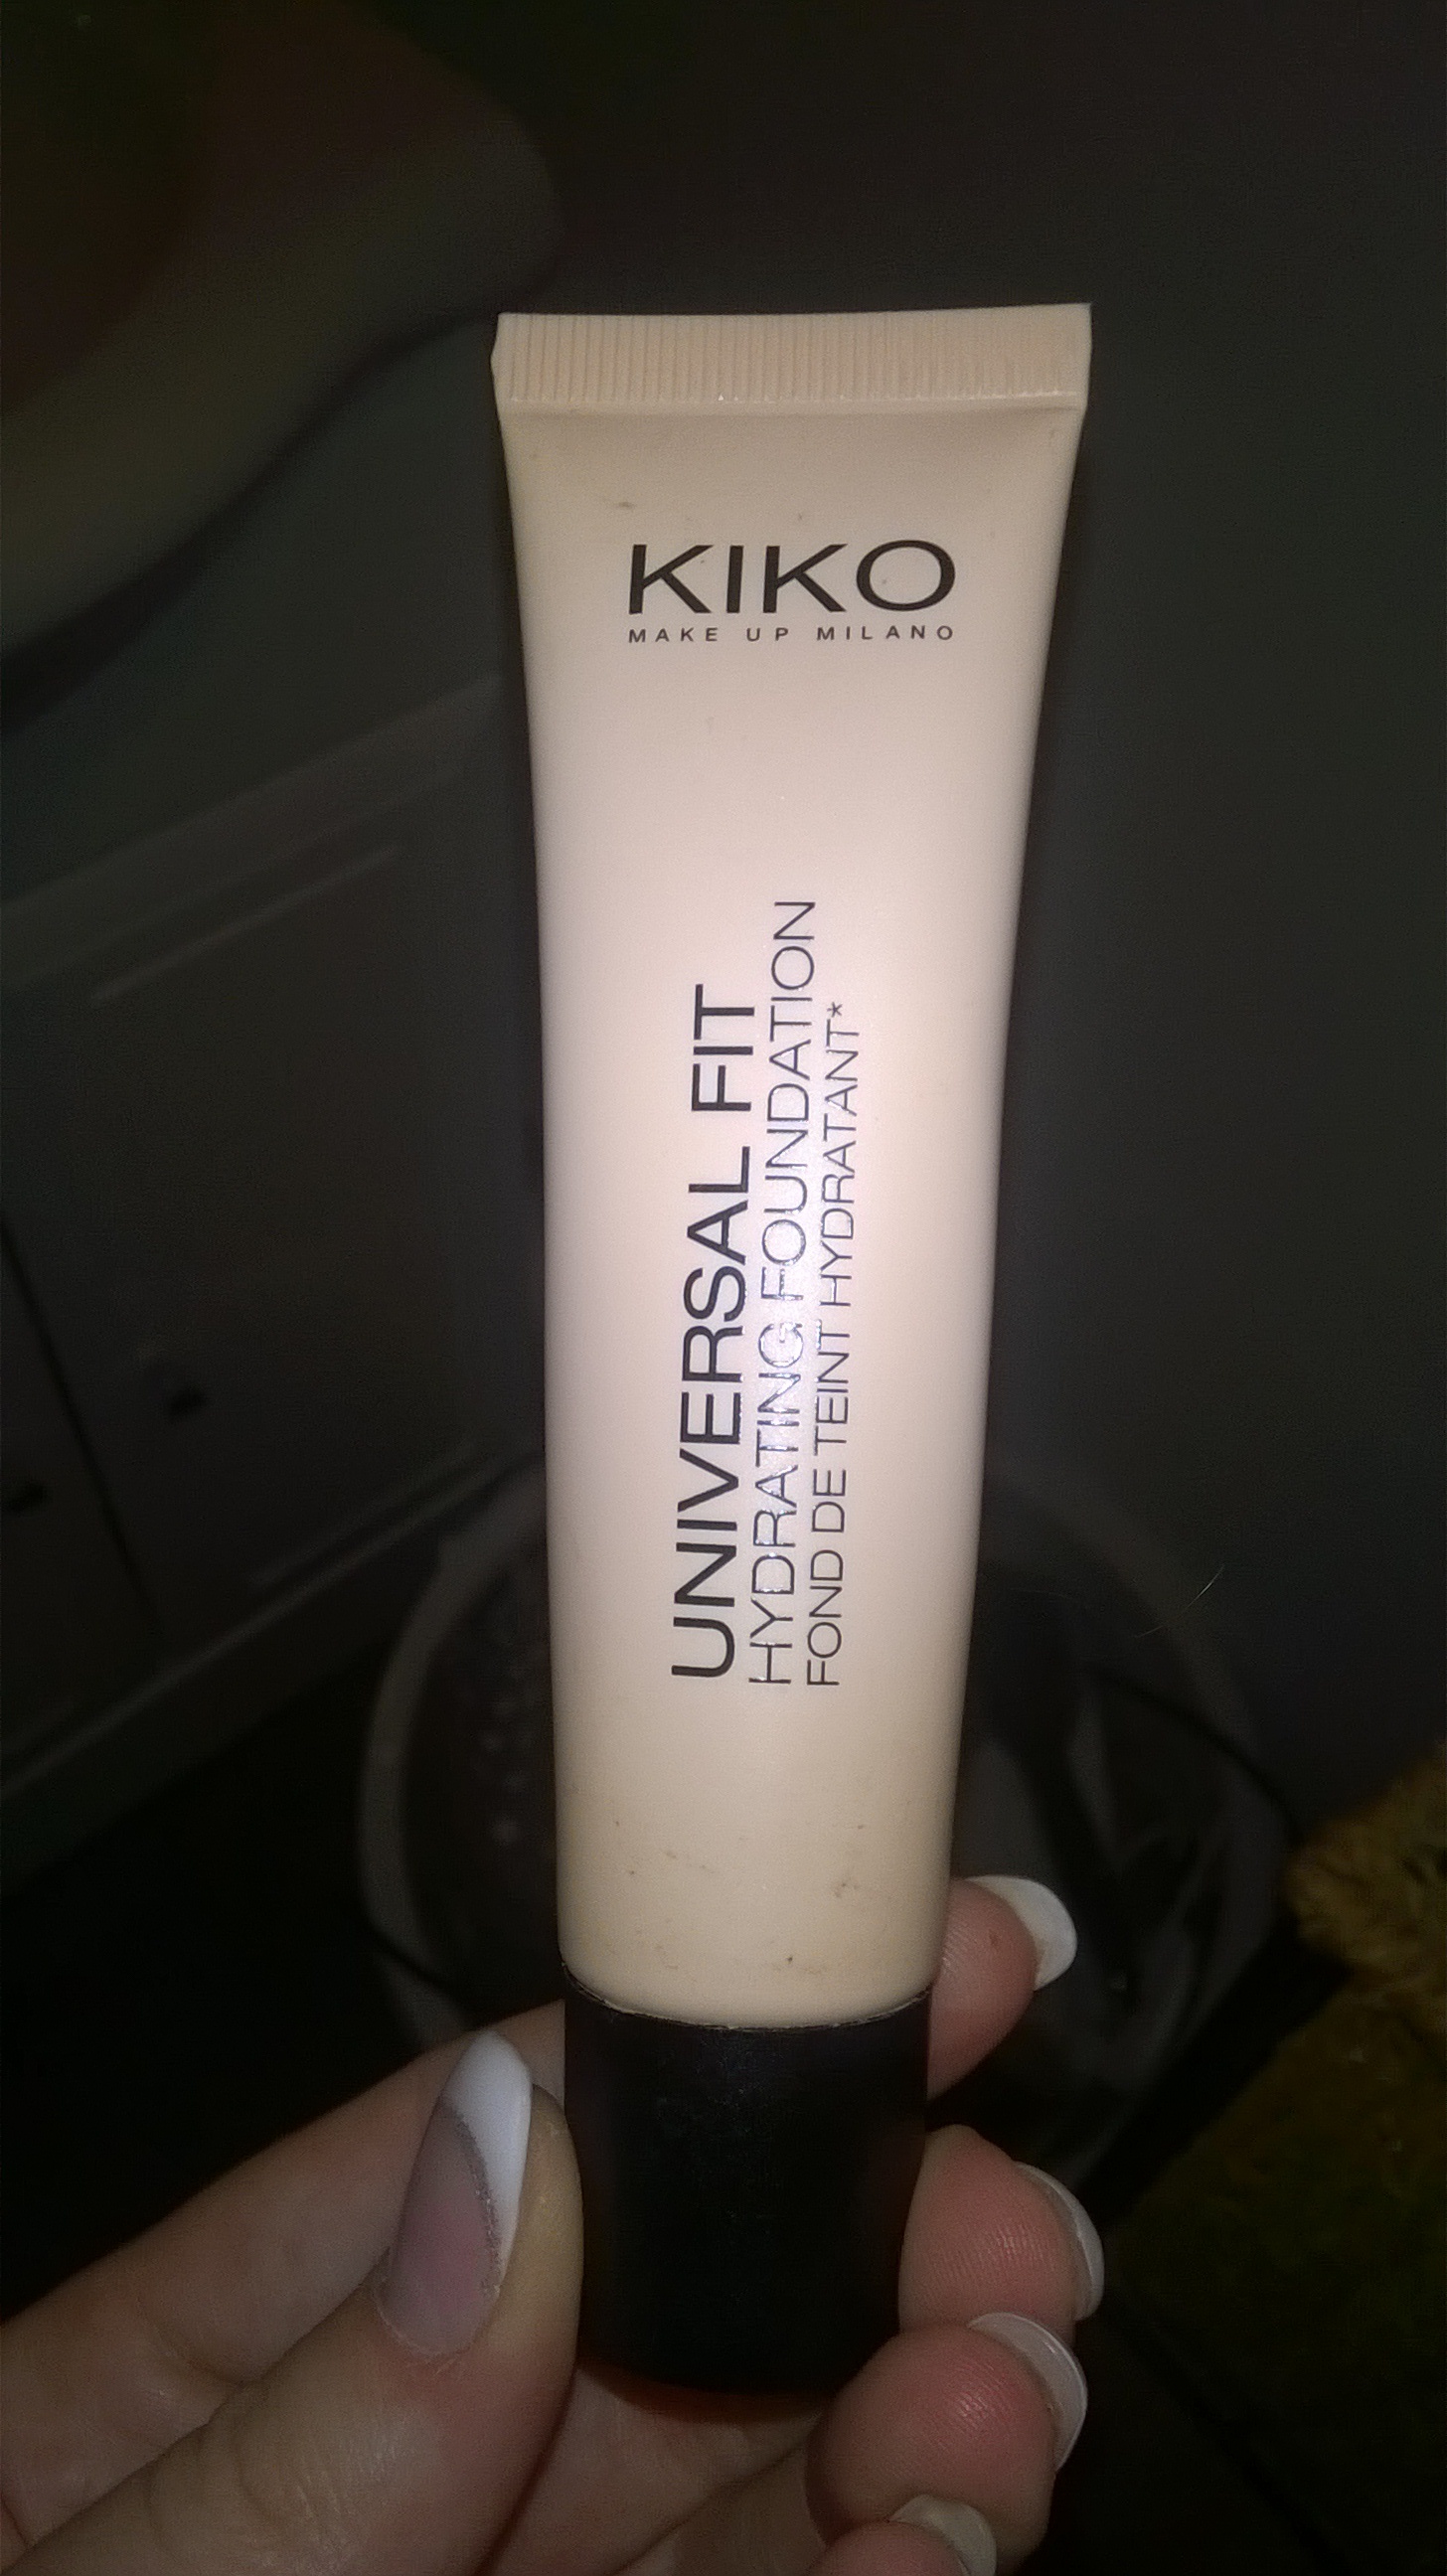 KIKO
MAKE UP MILANO
UNIVERSAL FIT
HYDRATING FOUNDATION
FOND DE TEINT HYDRATANT*